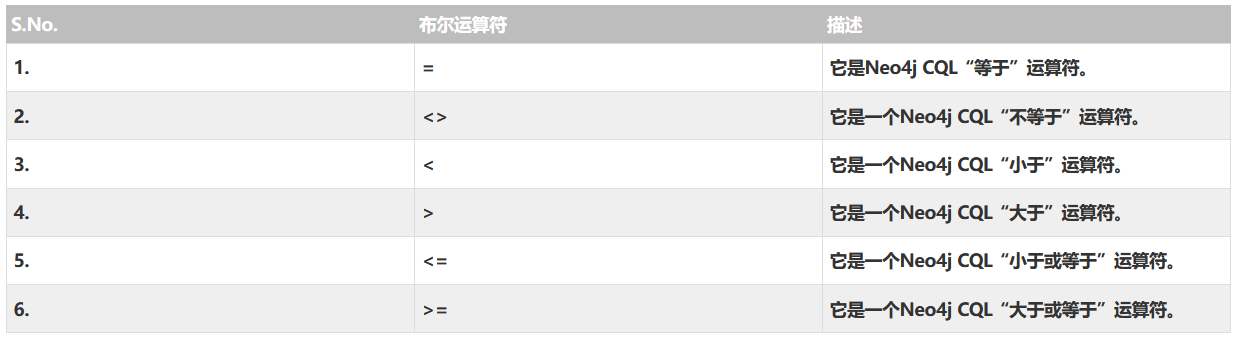 S.No. 布尔运算符 描述
1. = 它是Neo4j CQL“等于”运算符。
2. <> 它是一个Neo4j CQL“不等于”运算符。
3. < 它是一个Neo4j CQL“小于”运算符。
4. > 它是一个Neo4j CQL“大于”运算符。
5. <= 它是一个Neo4j CQL“小于或等于”运算符。
6. >= 它是一个Neo4j CQL“大于或等于”运算符。